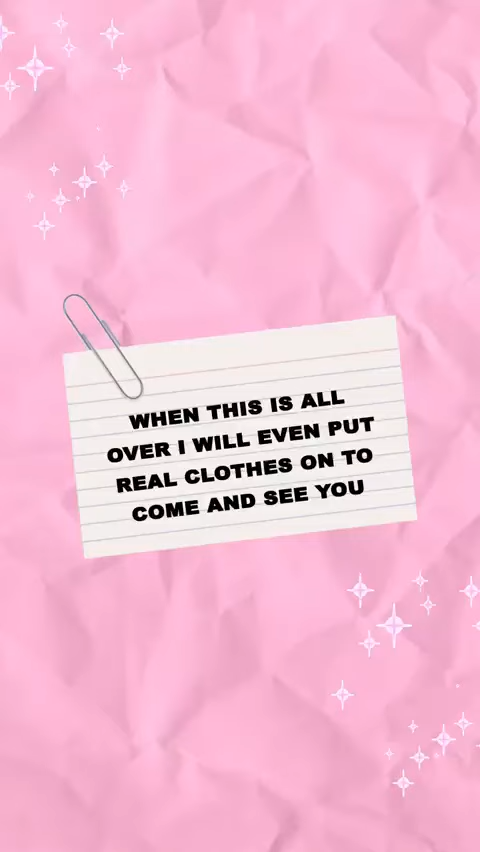 WHEN THIS IS ALL
OVER I WILL EVEN PUT
REAL CLOTHES ON TO
COME AND SEE YOU